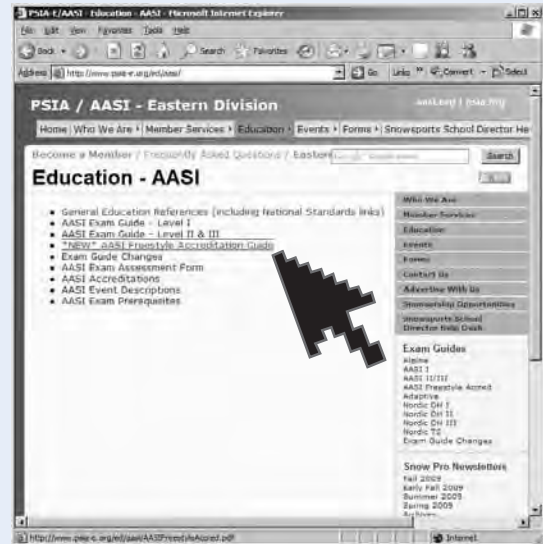 PSIA-E/AASI - Education - AASI - Microsoft Internet Explorer
File Edit View Favorites Tools Help
Back Search Favorites
Address http://www.psia-e.org/ed/aasi/ Go Links Convert Select
PSIA / AASI - Eastern Division
aasi.org | psia.org
Home Who We Are Member Services Education Events Forms Snowsports School Director He
Become a Member / Frequently Asked Questions / Eastern
Search
Education - AASI
General Education References (including National Standards links)
AASI Exam Guide - Level I
AASI Exam Guide - Level II & III
*NEW* AASI Freestyle Accreditation Guide
Exam Guide Changes
AASI Exam Assessment Form
AASI Accreditations
AASI Event Descriptions
AASI Exam Prerequisites
Who We Are
Member Services
Education
Events
Forms
Contact Us
Advertise With Us
Sponsorship Opportunities
Snowsports School
Director Help Desk
Exam Guides
Alpine
AASI I
AASI II/III
AASI Freestyle Accred
Adaptive
Nordic DH I
Nordic DH II
Nordic DH III
Nordic TS
Exam Guide Changes
Snow Pro Newsletters
Fall 2009
Early Fall 2009
Summer 2009
Spring 2009
http://www.psia-e.org/ed/aasi/AASIFreestyleAccred.pdf
Internet